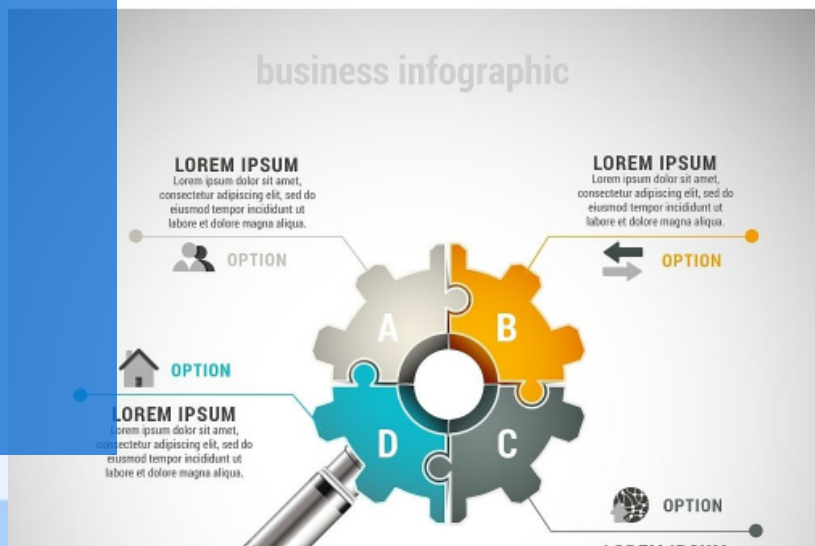 business infographic
LOREM IPSUM
Lorem ipsum dolor sit amet,
consectetur adipiscing elit, sed do
eiusmod tempor incididunt ut
labore et dolore magna aliqua.
OPTION
LOREM IPSUM
Lorem ipsum dolor sit amet,
consectetur adipiscing elit, sed do
eiusmod tempor incididunt ut
labore et dolore magna aliqua.
OPTION
A
B
OPTION
LOREM IPSUM
Lorem ipsum dolor sit amet,
consectetur adipiscing elit, sed do
eiusmod tempor incididunt ut
labore et dolore magna aliqua.
D
C
OPTION
LOREM IPSUM